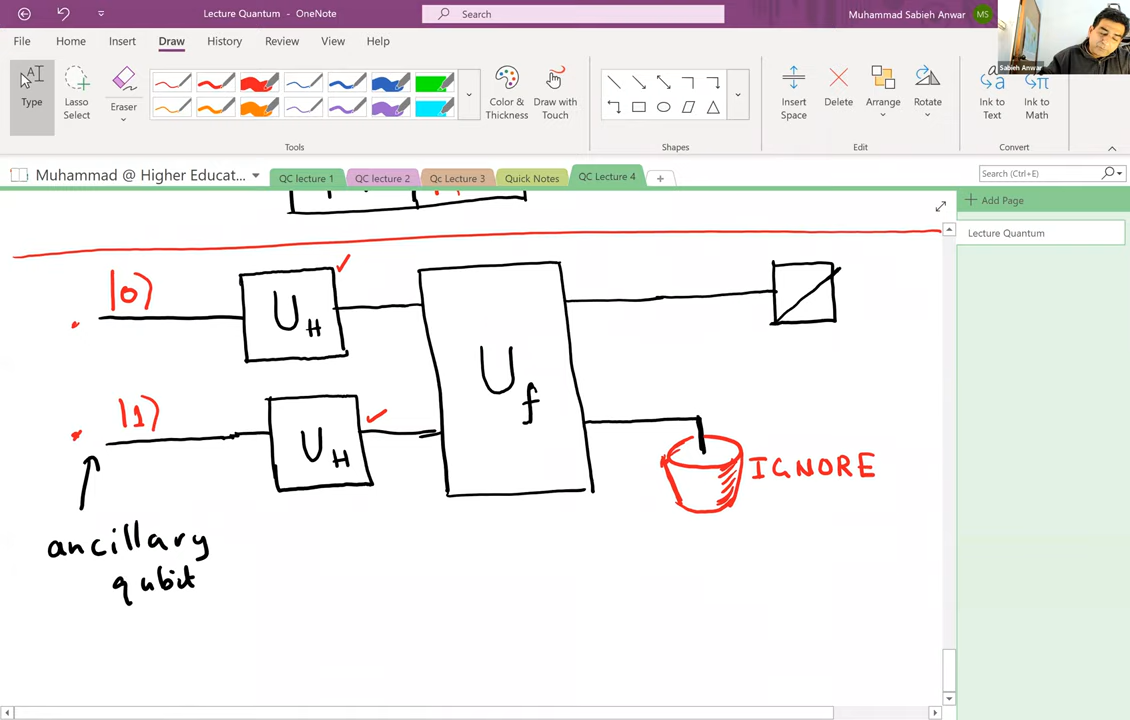 Lecture Quantum - OneNote
Search
Muhammad Sabieh Anwar
MS
Sabieh Anwar
File Home Insert Draw History Review View Help
Type
Lasso Select
Eraser
Color & Thickness
Draw with Touch
Insert Space
Delete
Arrange
Rotate
Ink to Text
Ink to Math
Tools
Shapes
Edit
Convert
Muhammad @ Higher Educat...
QC lecture 1
QC lecture 2
Qc Lecture 3
Quick Notes
QC Lecture 4
Search (Ctrl+E)
Add Page
Lecture Quantum
|0⟩
U_H
|1⟩
U_H
U_f
IGNORE
ancillary
qubit